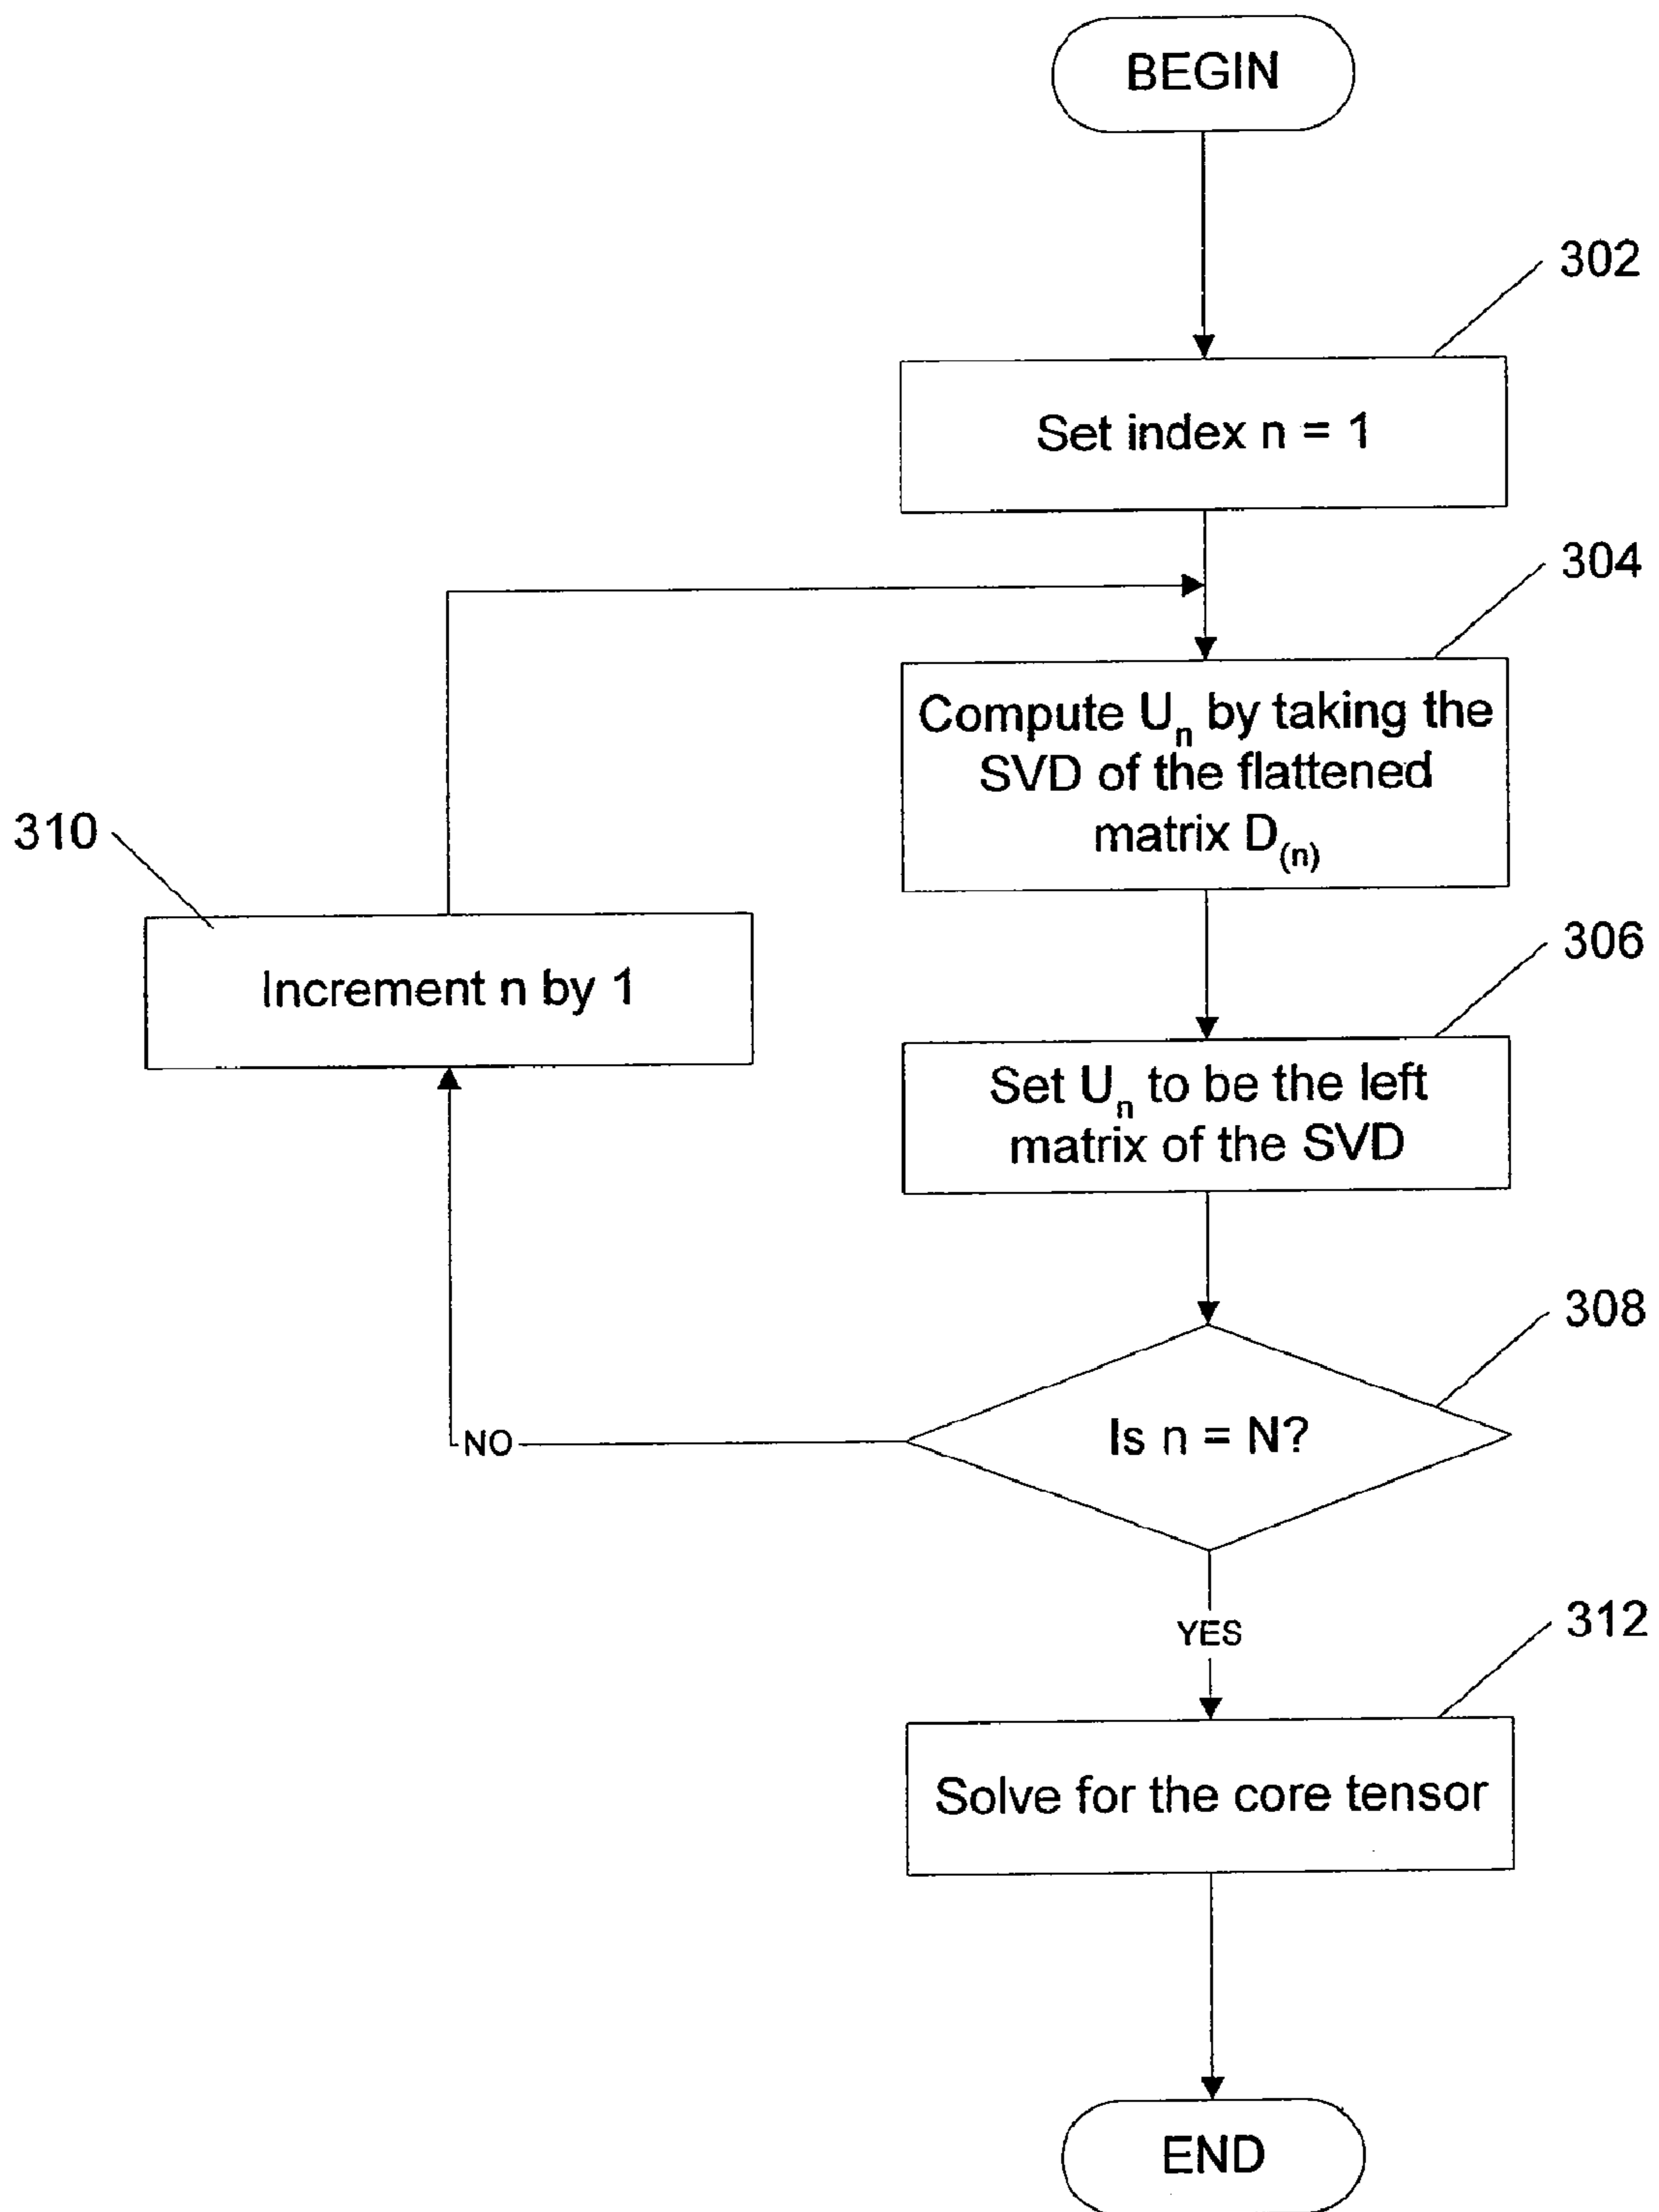 BEGIN
302
Set index n = 1
304
Compute Uₙ by taking the
SVD of the flattened
matrix D₍ₙ₎
310
Increment n by 1
306
Set Uₙ to be the left
matrix of the SVD
308
Is n = N?
NO
YES
312
Solve for the core tensor
END